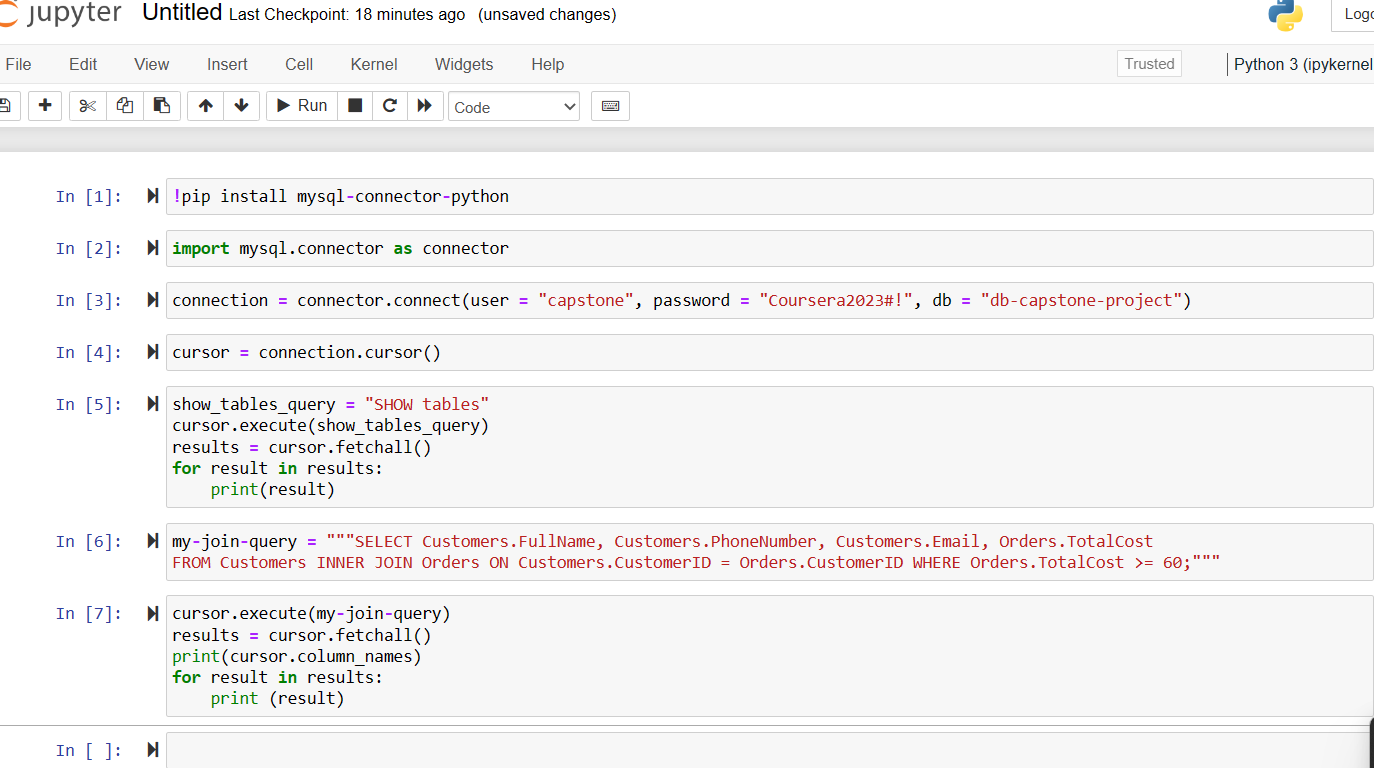 jupyter Untitled Last Checkpoint: 18 minutes ago (unsaved changes)
File Edit View Insert Cell Kernel Widgets Help Trusted Python 3 (ipykernel
Run Code
In [1]: !pip install mysql-connector-python
In [2]: import mysql.connector as connector
In [3]: connection = connector.connect(user = "capstone", password = "Coursera2023#!", db = "db-capstone-project")
In [4]: cursor = connection.cursor()
In [5]: show_tables_query = "SHOW tables"
cursor.execute(show_tables_query)
results = cursor.fetchall()
for result in results:
    print(result)
In [6]: my-join-query = """SELECT Customers.FullName, Customers.PhoneNumber, Customers.Email, Orders.TotalCost
FROM Customers INNER JOIN Orders ON Customers.CustomerID = Orders.CustomerID WHERE Orders.TotalCost >= 60;"""
In [7]: cursor.execute(my-join-query)
results = cursor.fetchall()
print(cursor.column_names)
for result in results:
    print (result)
In [ ]: